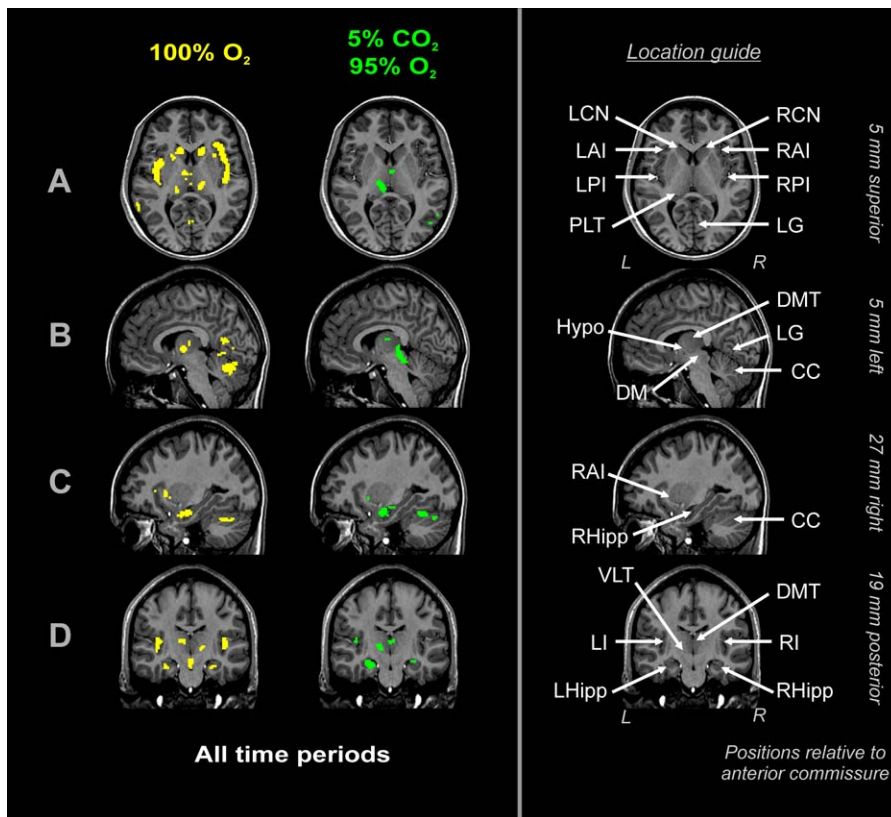 100% O₂
5% CO₂
95% O₂
Location guide
A
LCN
RCN
LAI
RAI
LPI
RPI
PLT
LG
L
R
5 mm superior
B
DMT
Hypo
LG
CC
DM
5 mm left
C
RAI
RHipp
CC
27 mm right
D
VLT
DMT
LI
RI
LHipp
RHipp
L
R
19 mm posterior
All time periods
Positions relative to
anterior commissure